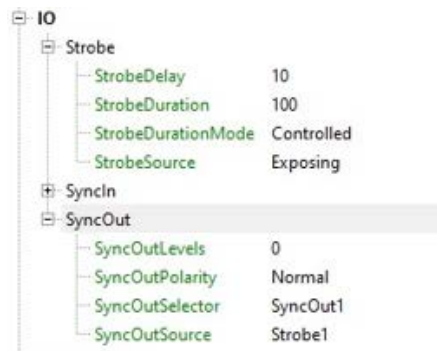 IO
Strobe
StrobeDelay 10
StrobeDuration 100
StrobeDurationMode Controlled
StrobeSource Exposing
SyncIn
SyncOut
SyncOutLevels 0
SyncOutPolarity Normal
SyncOutSelector SyncOut1
SyncOutSource Strobe1